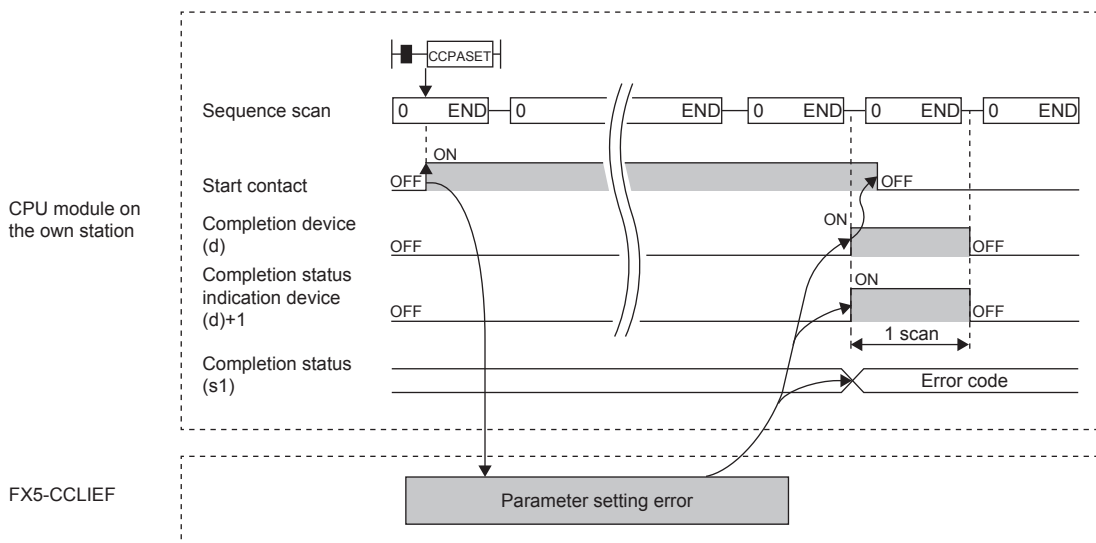 CCPASET
Sequence scan
0 END 0 END 0 END 0 END 0 END
ON
Start contact
OFF
OFF
CPU module on
the own station
Completion device
(d)
ON
OFF
OFF
Completion status
indication device
(d)+1
ON
OFF
OFF
1 scan
Completion status
(s1)
Error code
FX5-CCLIEF
Parameter setting error